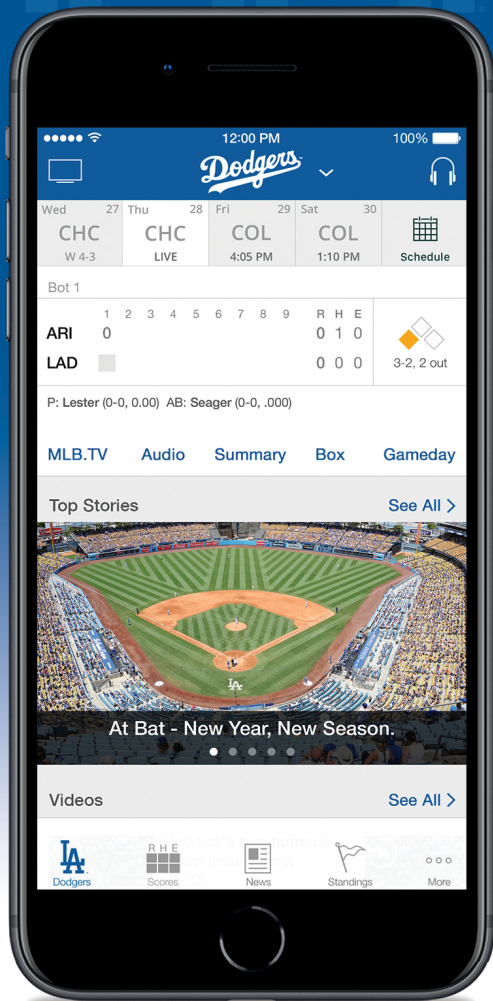 12:00 PM
100%
Dodgers
Wed 27
CHC
W 4-3
Thu 28
CHC
LIVE
Fri 29
COL
4:05 PM
Sat 30
COL
1:10 PM
Schedule
Bot 1
1 2 3 4 5 6 7 8 9 R H E
ARI 0 0 1 0
LAD 0 0 0
3-2, 2 out
P: Lester (0-0, 0.00) AB: Seager (0-0, .000)
MLB.TV Audio Summary Box Gameday
Top Stories See All >
LA
At Bat - New Year, New Season.
Videos See All >
LA
Dodgers
R H E
Scores
News
Standings
More